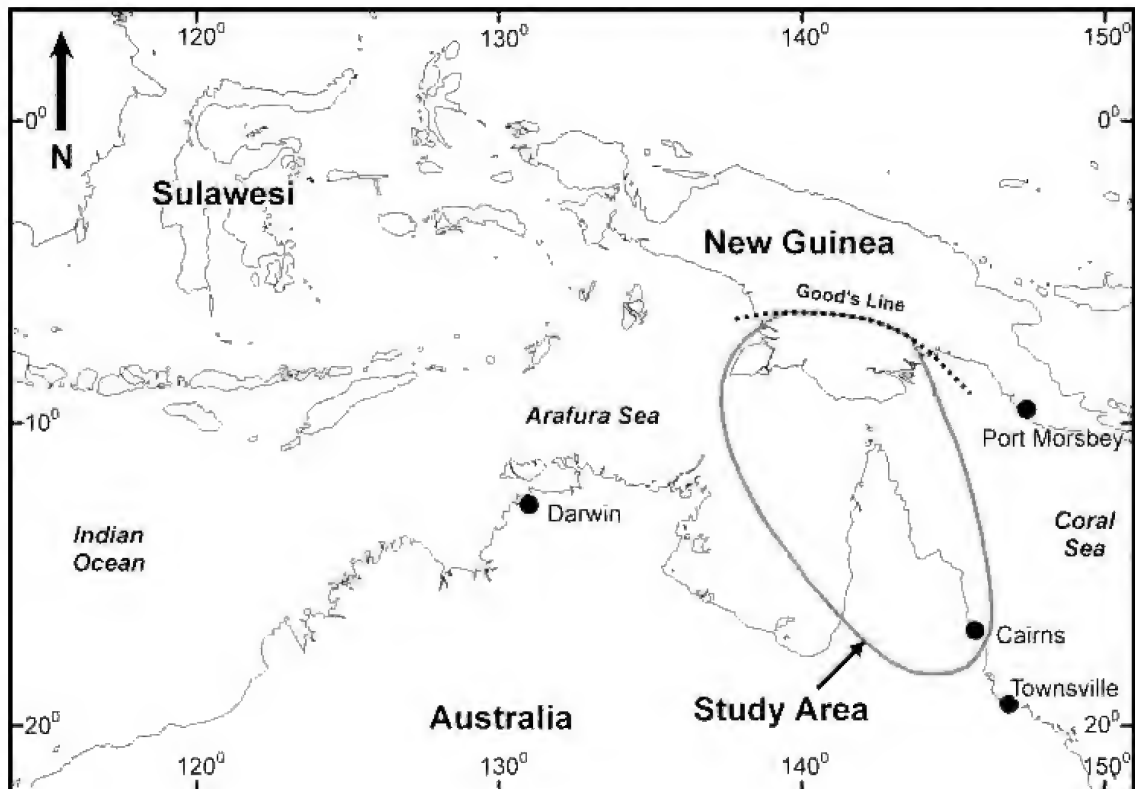 120⁰ 130⁰ 140⁰ 150⁰
0⁰ 0⁰
N
Sulawesi
New Guinea
Good's Line
10⁰
Arafura Sea
Port Morsbey
Darwin
Indian
Ocean
Coral
Sea
Cairns
Townsville
Study Area
Australia
20⁰ 20⁰
120⁰ 130⁰ 140⁰ 150⁰